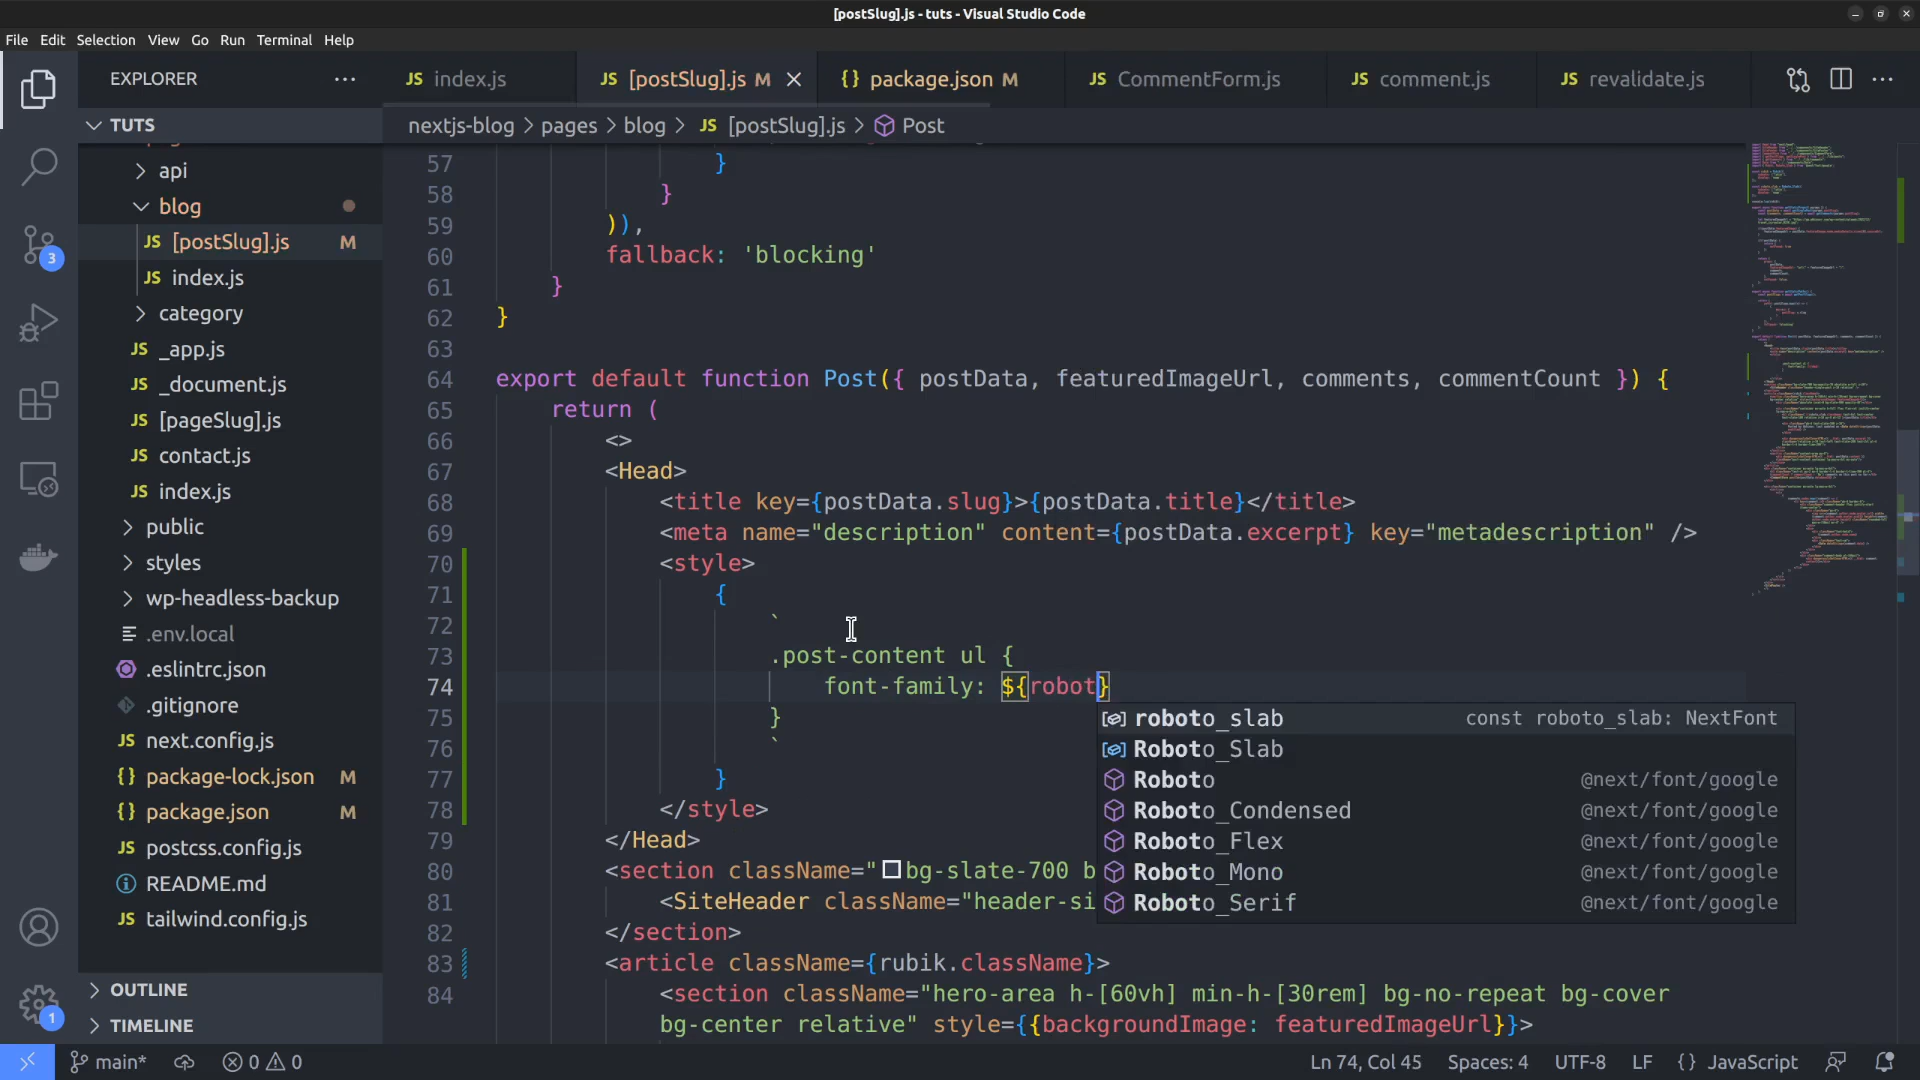 [postSlug].js - tuts - Visual Studio Code
File Edit Selection View Go Run Terminal Help
EXPLORER ···
JS index.js
JS [postSlug].js M ×
{} package.json M
JS CommentForm.js
JS comment.js
JS revalidate.js
TUTS
nextjs-blog > pages > blog > JS [postSlug].js > Post
api
blog
JS [postSlug].js M
JS index.js
category
JS _app.js
JS _document.js
JS [pageSlug].js
JS contact.js
JS index.js
public
styles
wp-headless-backup
.env.local
.eslintrc.json
.gitignore
JS next.config.js
{} package-lock.json M
{} package.json M
JS postcss.config.js
README.md
JS tailwind.config.js
OUTLINE
TIMELINE
3
1
57 }
58 }
59 )),
60 fallback: 'blocking'
61 }
62 }
63
64 export default function Post({ postData, featuredImageUrl, comments, commentCount }) {
65 return (
66 <>
67 <Head>
68 <title key={postData.slug}>{postData.title}</title>
69 <meta name="description" content={postData.excerpt} key="metadescription" />
70 <style>
71 {
72 `
73 .post-content ul {
74 font-family: ${robot}
75 }
76 `
77 }
78 </style>
79 </Head>
80 <section className="bg-slate-700 b
81 <SiteHeader className="header-si
82 </section>
83 <article className={rubik.className}>
84 <section className="hero-area h-[60vh] min-h-[30rem] bg-no-repeat bg-cover
bg-center relative" style={{backgroundImage: featuredImageUrl}}>
roboto_slab const roboto_slab: NextFont
Roboto_Slab
Roboto @next/font/google
Roboto_Condensed @next/font/google
Roboto_Flex @next/font/google
Roboto_Mono @next/font/google
Roboto_Serif @next/font/google
main* 0 0
Ln 74, Col 45 Spaces: 4 UTF-8 LF {} JavaScript